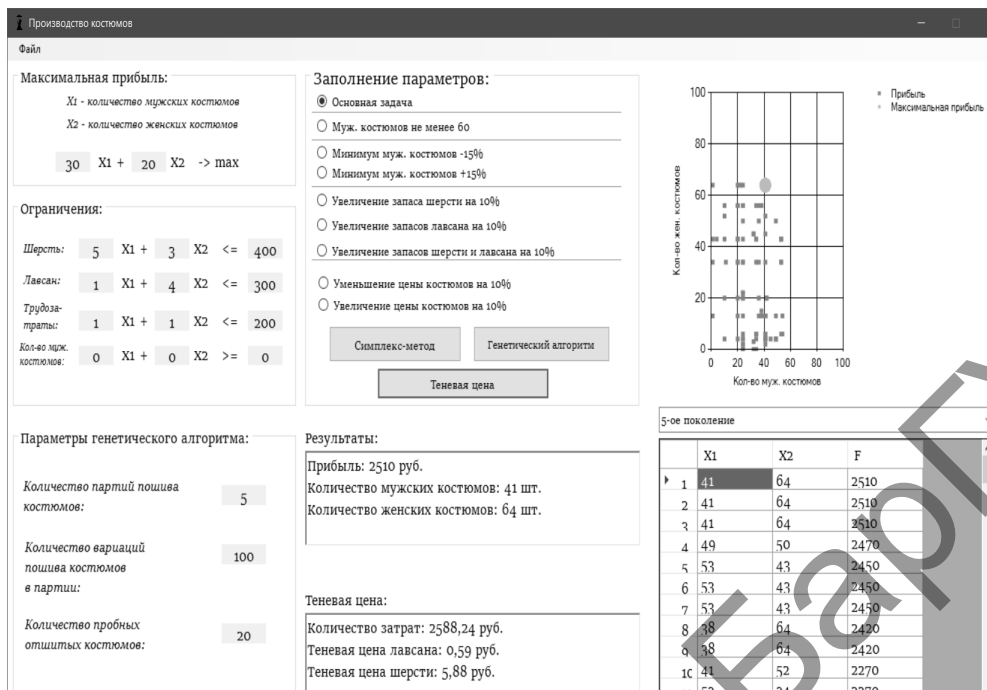 Производство костюмов
Файл
Максимальная прибыль:
X1 - количество мужских костюмов
X2 - количество женских костюмов
30 X1 + 20 X2 -> max
Ограничения:
Шерсть: 5 X1 + 3 X2 <= 400
Лавсан: 1 X1 + 4 X2 <= 300
Трудоза-
траты: 1 X1 + 1 X2 <= 200
Кол-во муж.
костюмов: 0 X1 + 0 X2 >= 0
Заполнение параметров:
Основная задача
Муж. костюмов не менее 60
Минимум муж. костюмов -15%
Минимум муж. костюмов +15%
Увеличение запаса шерсти на 10%
Увеличение запасов лавсана на 10%
Увеличение запасов шерсти и лавсана на 10%
Уменьшение цены костюмов на 10%
Увеличение цены костюмов на 10%
Симплекс-метод Генетический алгоритм
Теневая цена
Кол-во жен. костюмов
100
80
60
40
20
0
0 20 40 60 80 100
Кол-во муж. костюмов
Прибыль
Максимальная прибыль
Параметры генетического алгоритма:
Количество партий пошива
костюмов: 5
Количество вариаций
пошива костюмов
в партии: 100
Количество пробных
отшитых костюмов: 20
Результаты:
Прибыль: 2510 руб.
Количество мужских костюмов: 41 шт.
Количество женских костюмов: 64 шт.
Теневая цена:
Количество затрат: 2588,24 руб.
Теневая цена лавсана: 0,59 руб.
Теневая цена шерсти: 5,88 руб.
5-ое поколение
X1 X2 F
1 41 64 2510
2 41 64 2510
3 41 64 2510
4 49 50 2470
5 53 43 2450
6 53 43 2450
7 53 43 2450
8 38 64 2420
9 38 64 2420
10 41 52 2270
БарГУ